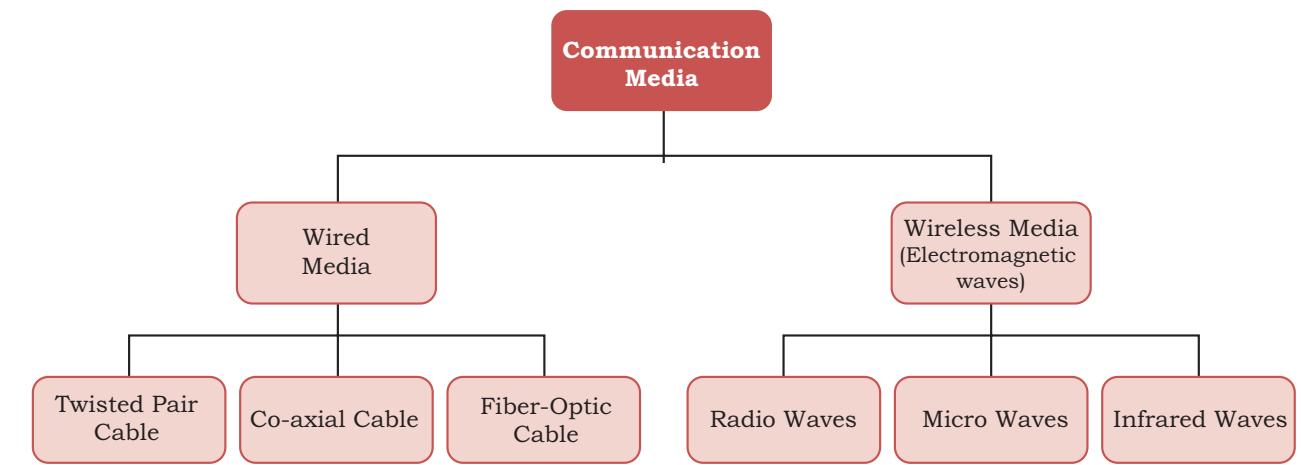 Communication
Media
Wired
Media
Wireless Media
(Electromagnetic
waves)
Twisted Pair
Cable
Co-axial Cable
Fiber-Optic
Cable
Radio Waves
Micro Waves
Infrared Waves